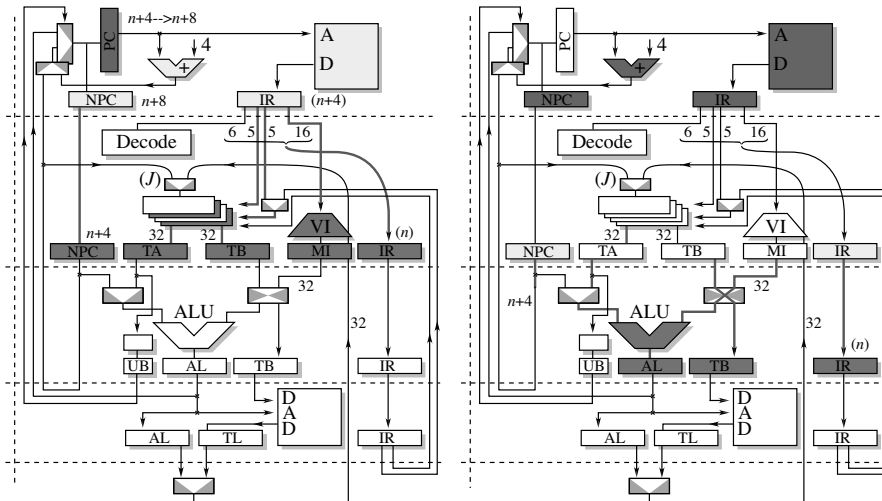 n+4-->n+8
PC
4
A
+
D
NPC
n+8
IR
(n+4)
6 5 5 16
Decode
(J)
32
32
VI
n+4
(n)
NPC
TA
TB
MI
IR
32
ALU
32
UB
AL
TB
IR
D
A
D
AL
TL
IR
PC
4
A
+
D
NPC
IR
6 5 5 16
Decode
(J)
32
32
VI
NPC
TA
TB
MI
IR
32
n+4
ALU
32
(n)
UB
AL
TB
IR
D
A
D
AL
TL
IR